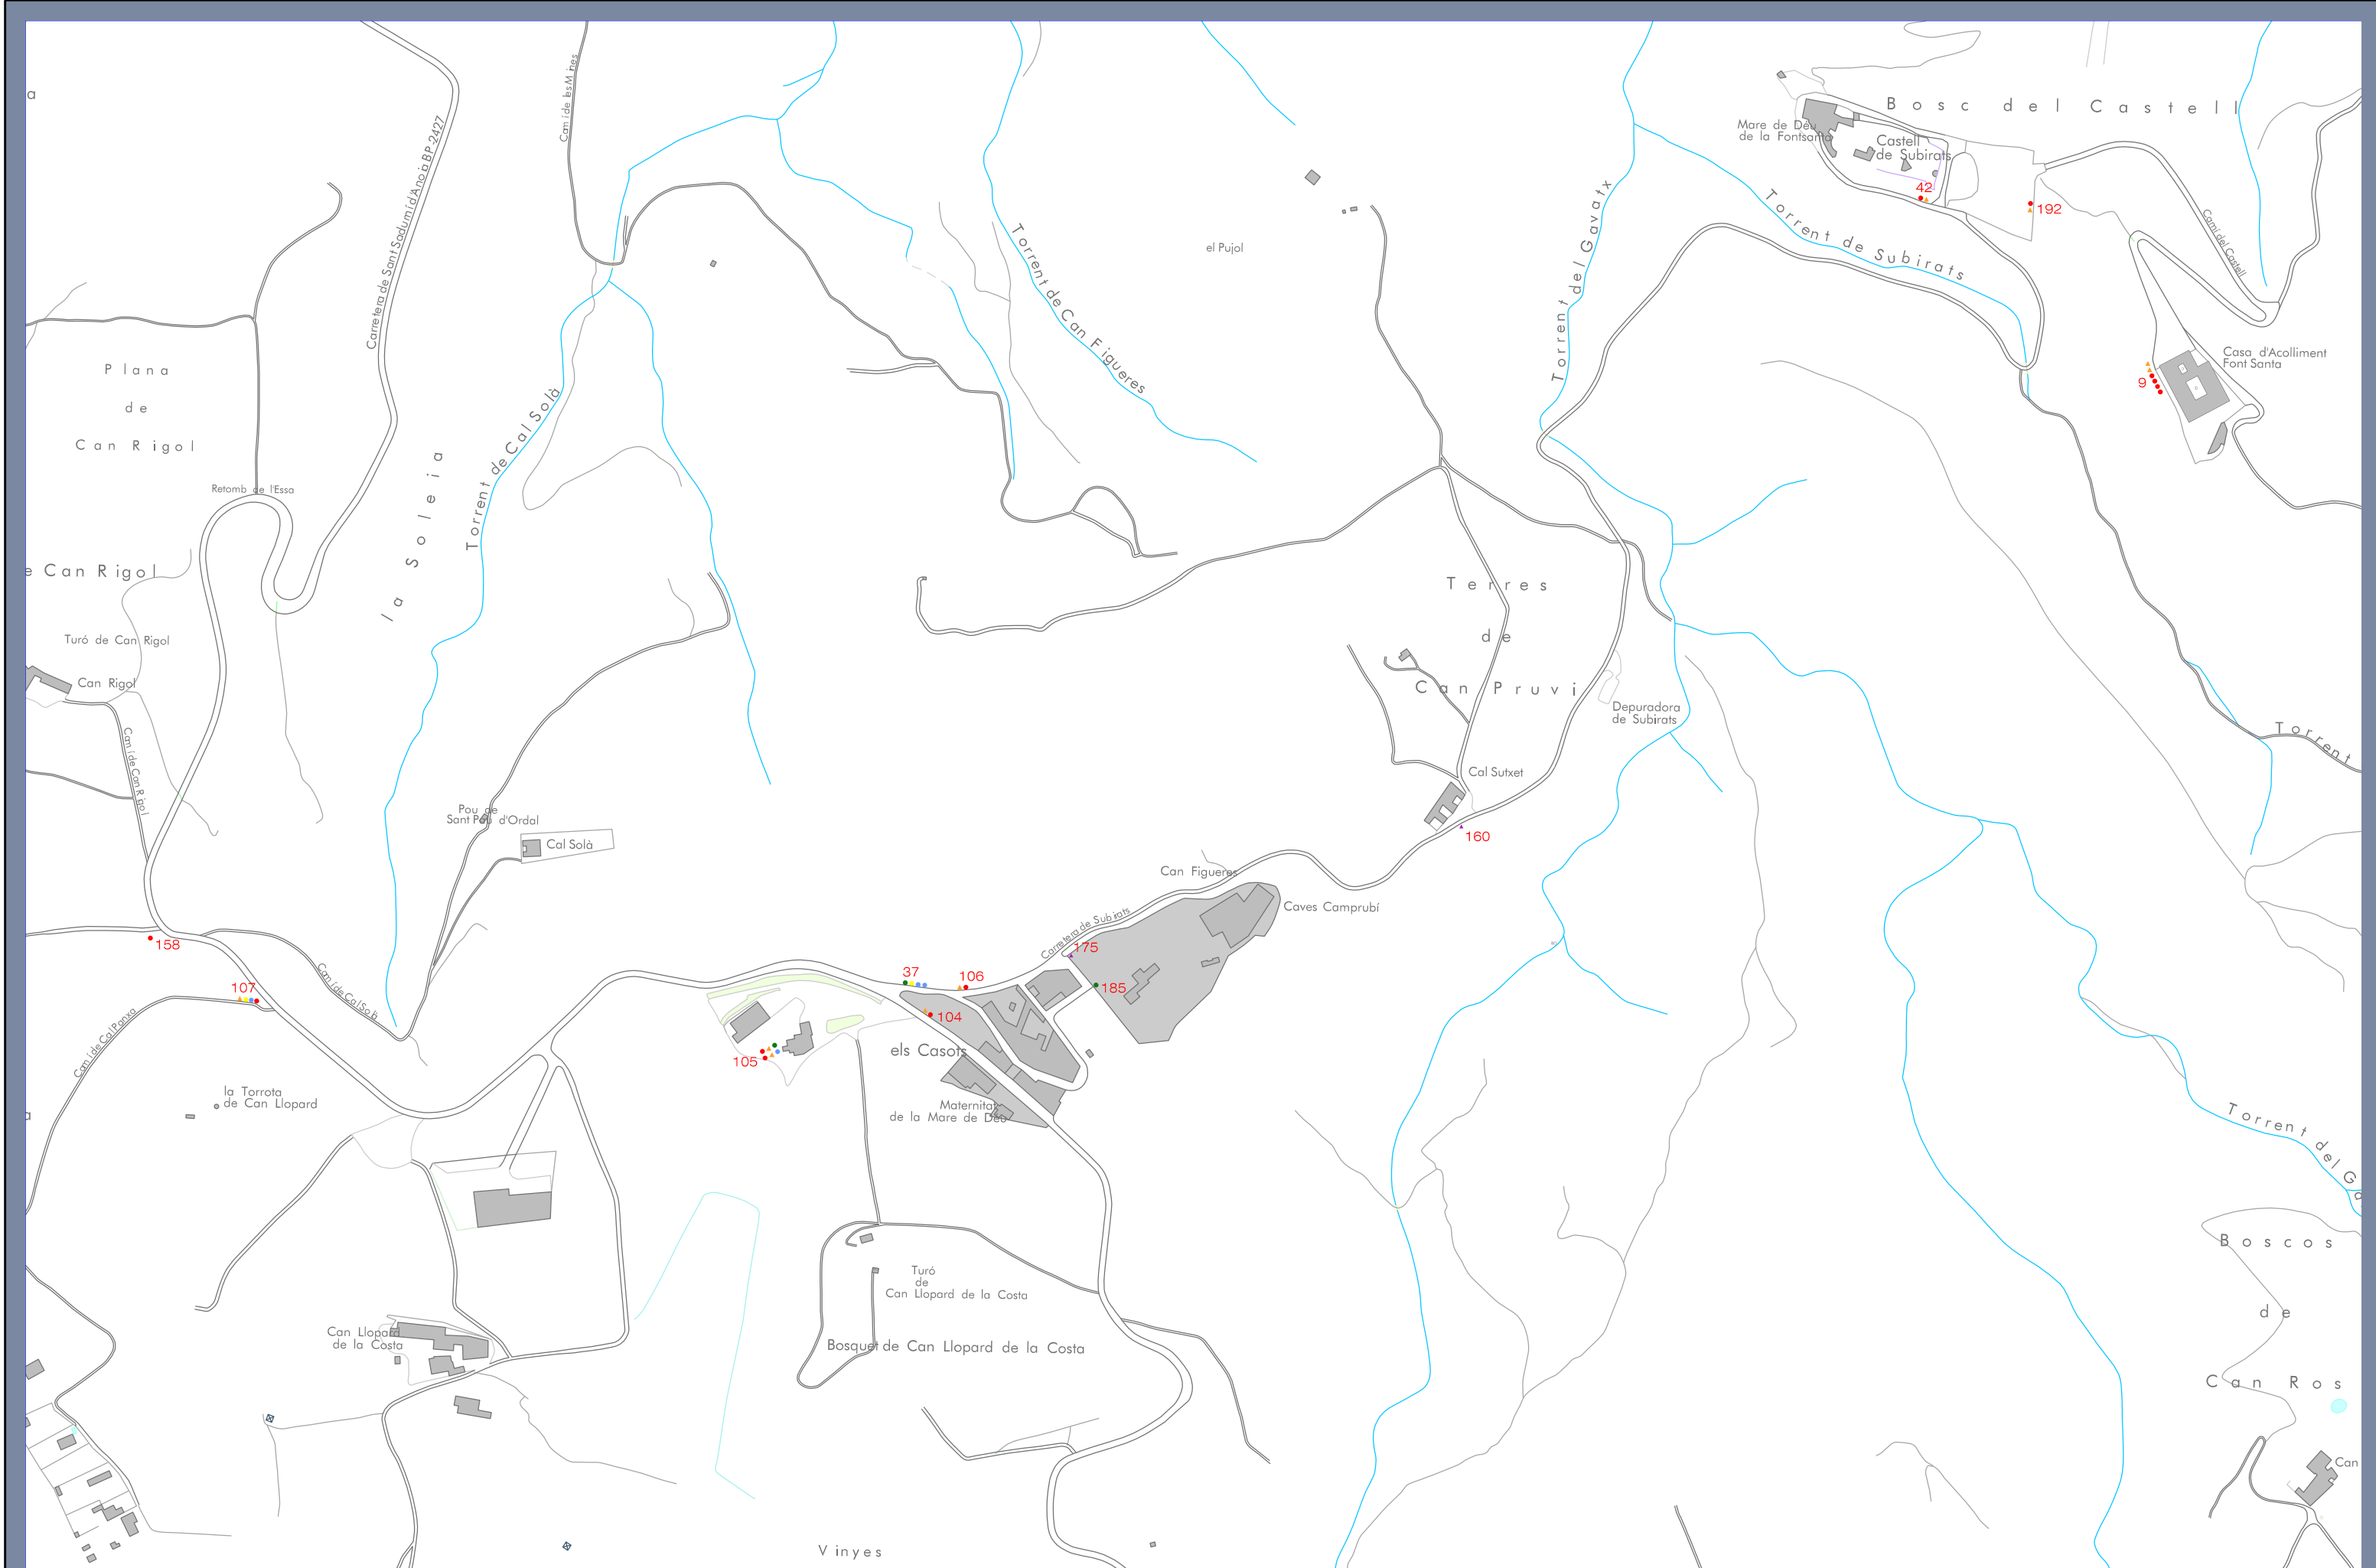 a
Camí de les Mines
Carretera de Sant Sadurní d'Anoia BP-2427
Bosc del Castell
Mare de Déu
de la Fontsanta
Castell
de Subirats
42
192
Torrent de Subirats
Torrent del Gavatx
Camí del Castell
el Pujol
Torrent de Can Figueres
Casa d'Acolliment
Font Santa
9
Plana
de
Can Rigol
Torrent de Cal Solà
la Soleia
Retomb de l'Essa
e Can Rigol
Terres
de
Can Pruvi
Turó de Can Rigol
Can Rigol
Camí de Can Rigol
Depuradora
de Subirats
Torrent
Cal Sutxet
160
Pou de
Sant Pau d'Ordal
Cal Solà
Can Figueres
Caves Camprubí
Carretera de Subirats
175
158
107
Camí de Cal Solà
37
106
185
104
els Casots
105
Camí de Cal Panxo
la Torrota
de Can Llopard
a
Maternitat
de la Mare de Déu
Torrent del Ga
Boscos
de
Can Ros
Turó
de
Can Llopard de la Costa
Can Llopard
de la Costa
Bosquet de Can Llopard de la Costa
Can
Vinyes